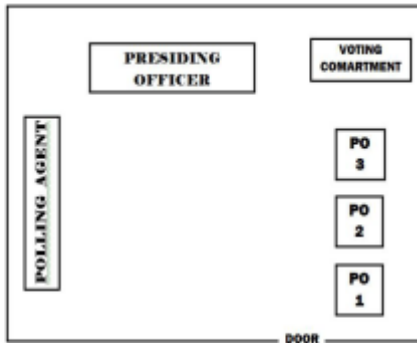 PRESIDING
OFFICER
VOTING
COMARTMENT
POLLING AGENT
PO
3
PO
2
PO
1
DOOR